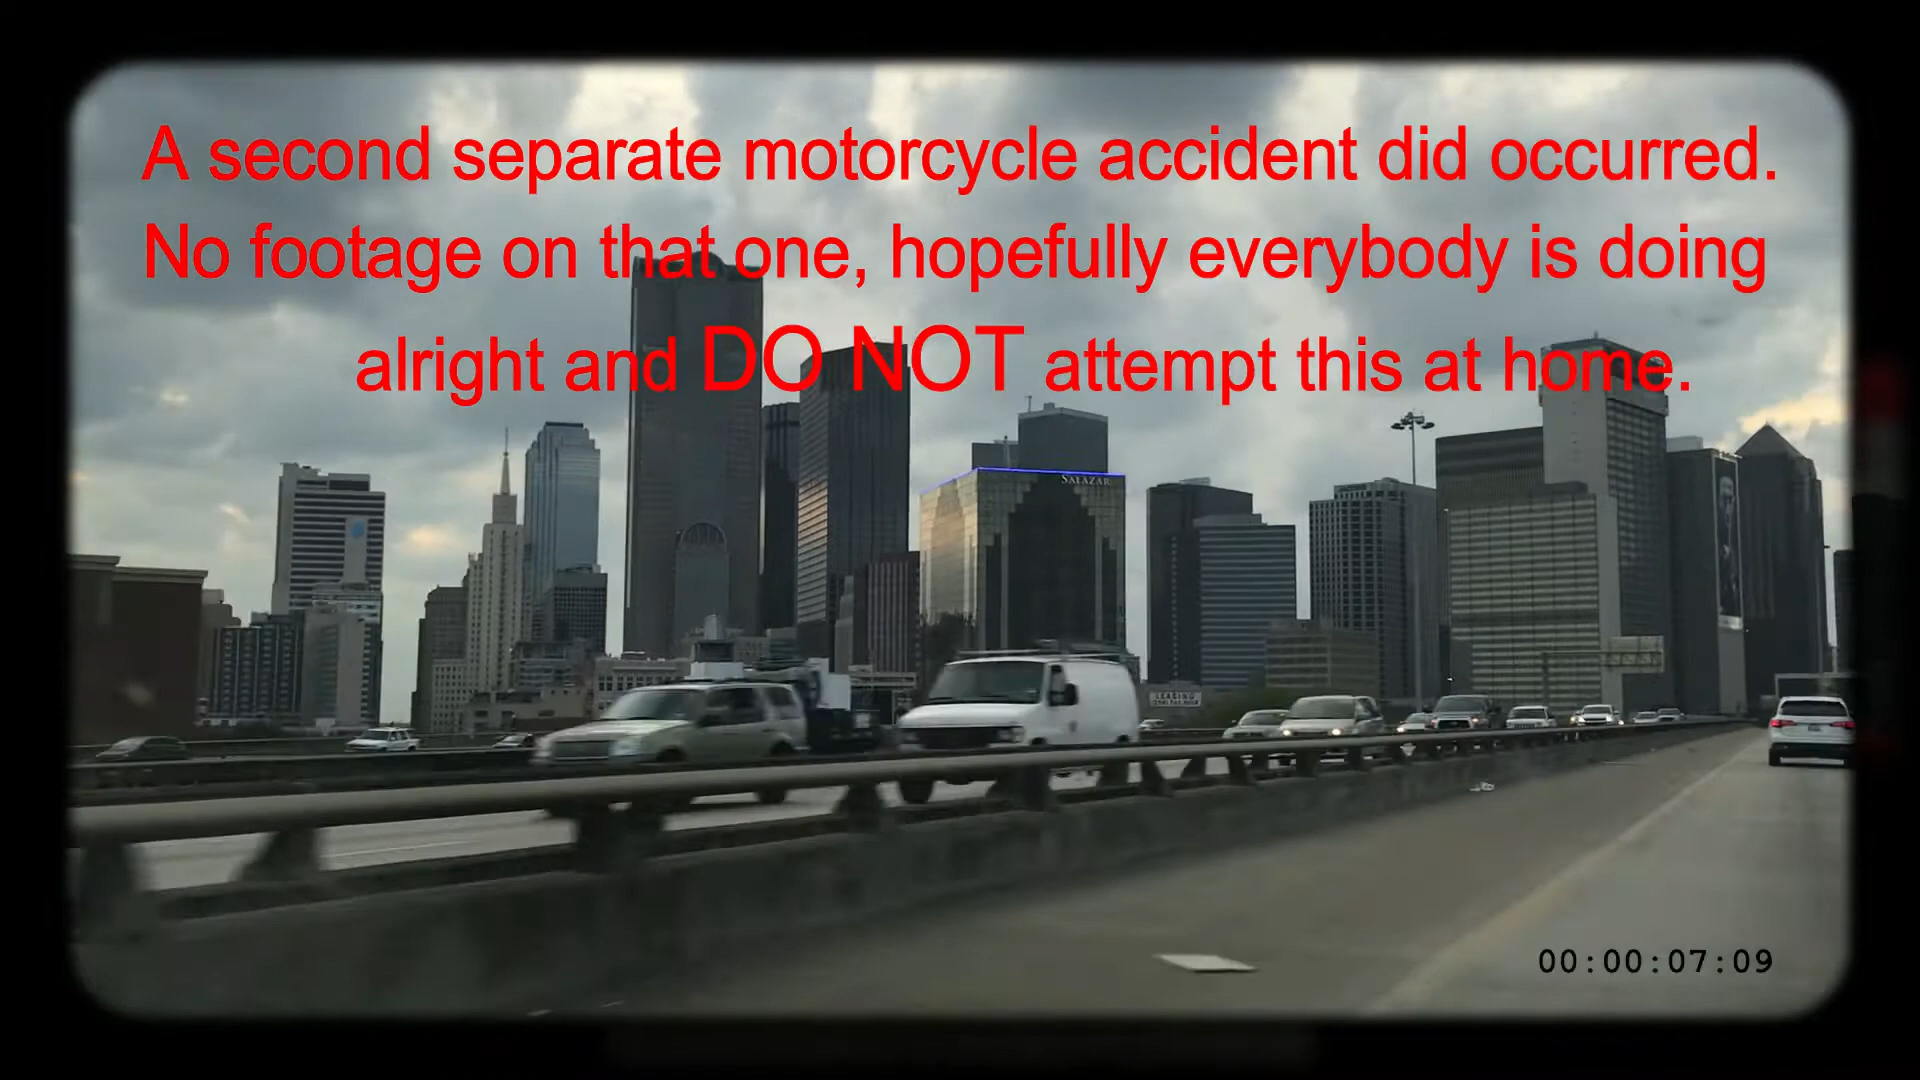 A second separate motorcycle accident did occurred.
No footage on that one, hopefully everybody is doing
alright and DO NOT attempt this at home.
SALAZAR
LEASING
00:00:07:09